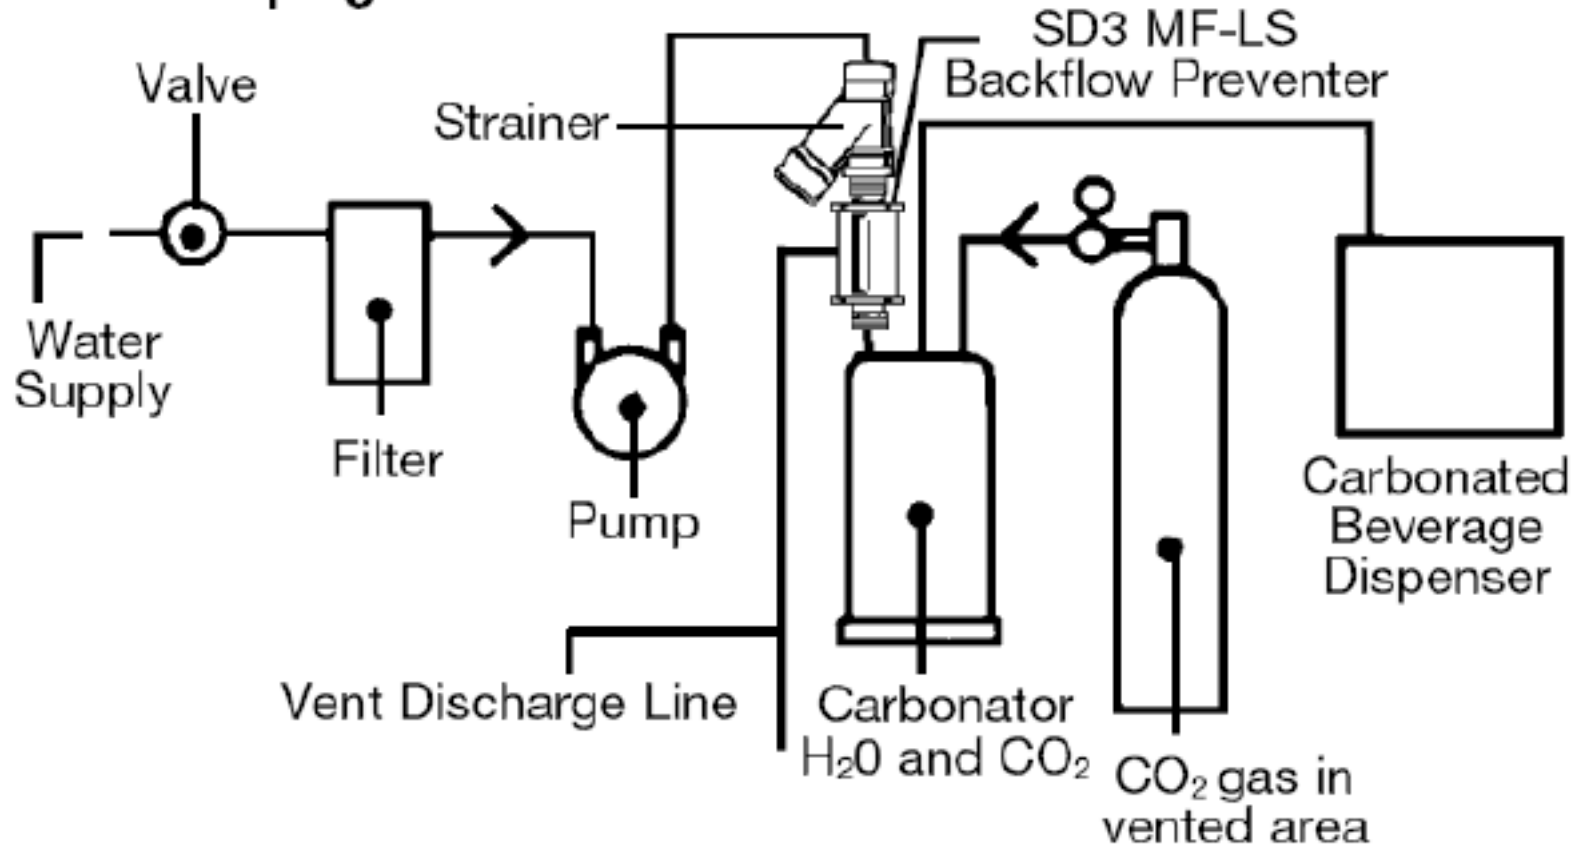 SD3 MF-LS
Backflow Preventer
Valve
Strainer
Water
Supply
Filter
Pump
Carbonated
Beverage
Dispenser
Vent Discharge Line
Carbonator
H₂0 and CO₂
CO₂ gas in
vented area